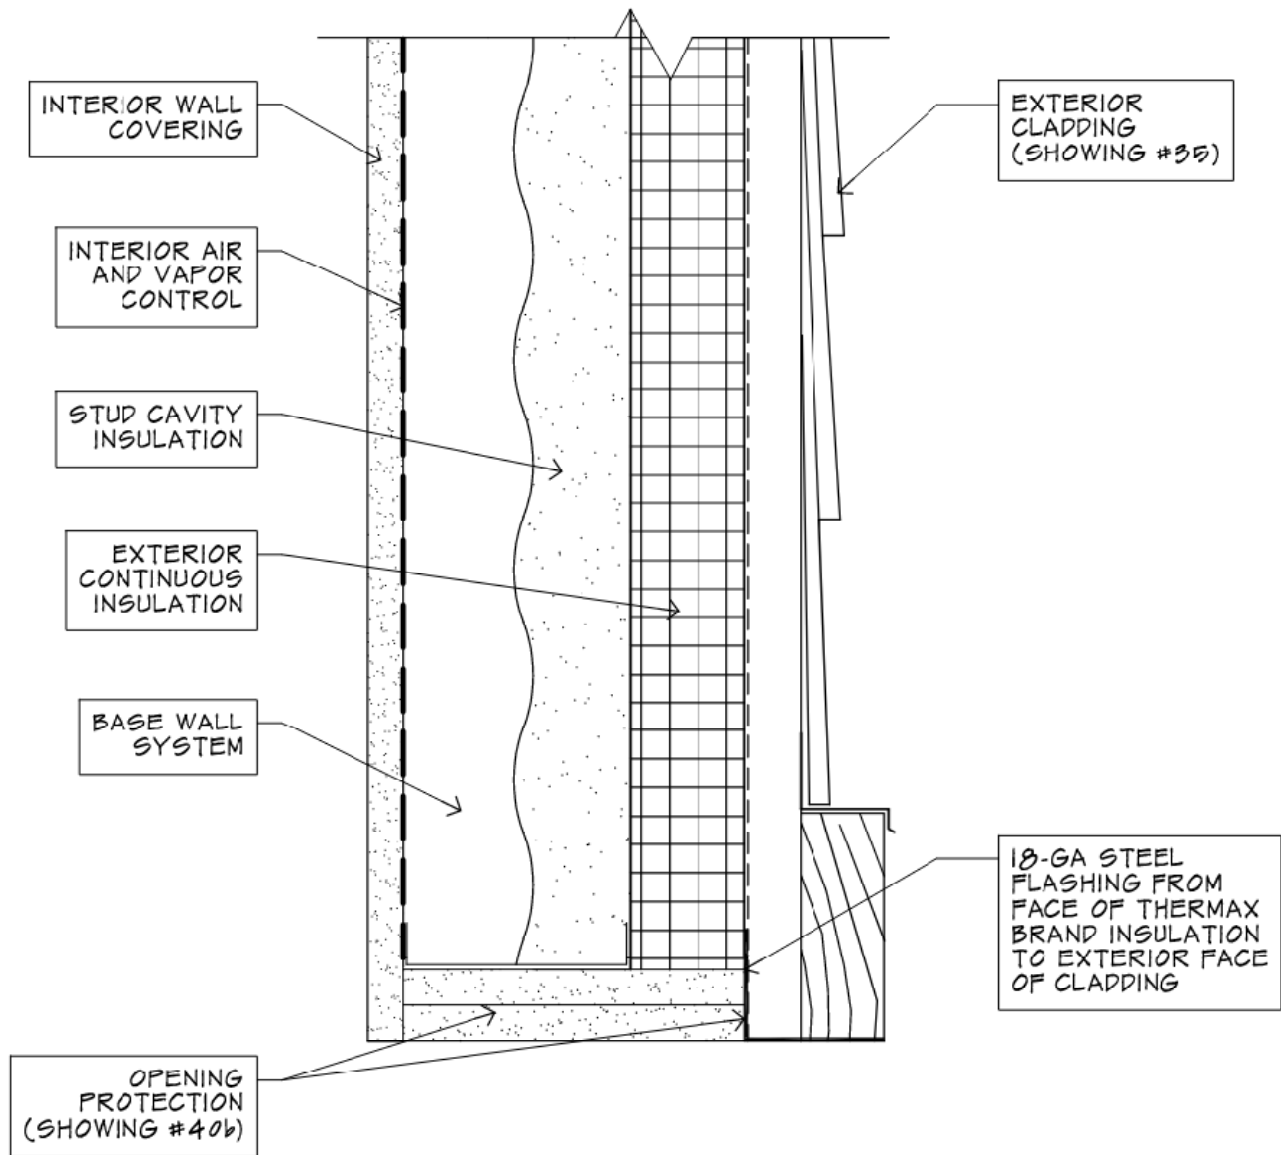 INTERIOR WALL
COVERING
EXTERIOR
CLADDING
(SHOWING #35)
INTERIOR AIR
AND VAPOR
CONTROL
STUD CAVITY
INSULATION
EXTERIOR
CONTINUOUS
INSULATION
BASE WALL
SYSTEM
18-GA STEEL
FLASHING FROM
FACE OF THERMAX
BRAND INSULATION
TO EXTERIOR FACE
OF CLADDING
OPENING
PROTECTION
(SHOWING #40b)